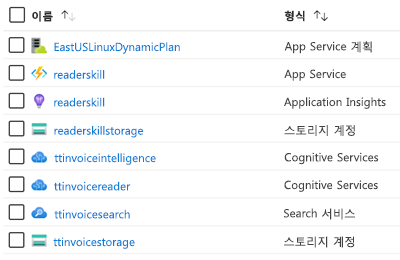 이름 ↑↓ 형식 ↑↓
EastUSLinuxDynamicPlan App Service 계획
readerskill App Service
readerskill Application Insights
readerskillstorage 스토리지 계정
ttinvoiceintelligence Cognitive Services
ttinvoicereader Cognitive Services
ttinvoicesearch Search 서비스
ttinvoicestorage 스토리지 계정